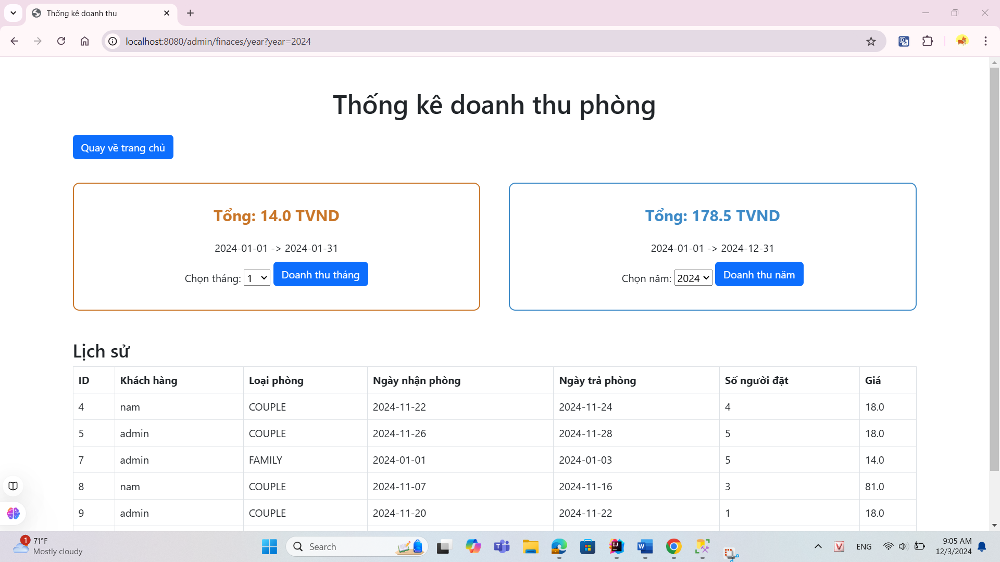 Thống kê doanh thu
localhost:8080/admin/finaces/year?year=2024
Thống kê doanh thu phòng
Quay về trang chủ
Tổng: 14.0 TVND
2024-01-01 -> 2024-01-31
Chọn tháng: 1 Doanh thu tháng
Tổng: 178.5 TVND
2024-01-01 -> 2024-12-31
Chọn năm: 2024 Doanh thu năm
Lịch sử
ID Khách hàng Loại phòng Ngày nhận phòng Ngày trả phòng Số người đặt Giá
4 nam COUPLE 2024-11-22 2024-11-24 4 18.0
5 admin COUPLE 2024-11-26 2024-11-28 5 18.0
7 admin FAMILY 2024-01-01 2024-01-03 5 14.0
8 nam COUPLE 2024-11-07 2024-11-16 3 81.0
9 admin COUPLE 2024-11-20 2024-11-22 1 18.0
1 71°F
Mostly cloudy
Search
ENG
9:05 AM
12/3/2024